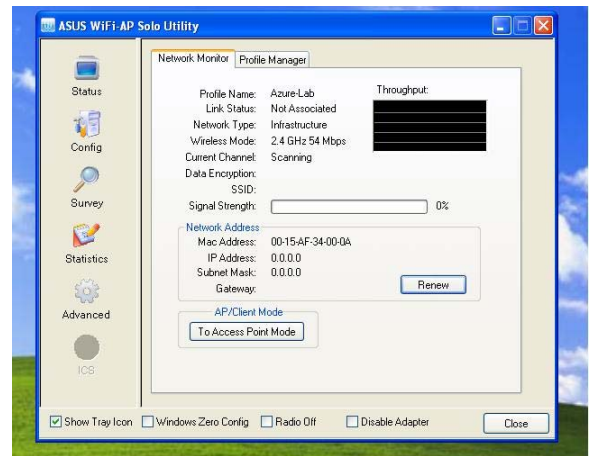 ASUS WiFi-AP Solo Utility
Network Monitor Profile Manager
Status
Config
Survey
Statistics
Advanced
ICS
Profile Name: Azure-Lab
Link Status: Not Associated
Network Type: Infrastructure
Wireless Mode: 2.4 GHz 54 Mbps
Current Channel: Scanning
Data Encryption:
SSID:
Signal Strength: 0%
Throughput:
Network Address
Mac Address: 00-15-AF-34-00-0A
IP Address: 0.0.0.0
Subnet Mask: 0.0.0.0
Gateway:
Renew
AP/Client Mode
To Access Point Mode
Show Tray Icon Windows Zero Config Radio Off Disable Adapter Close